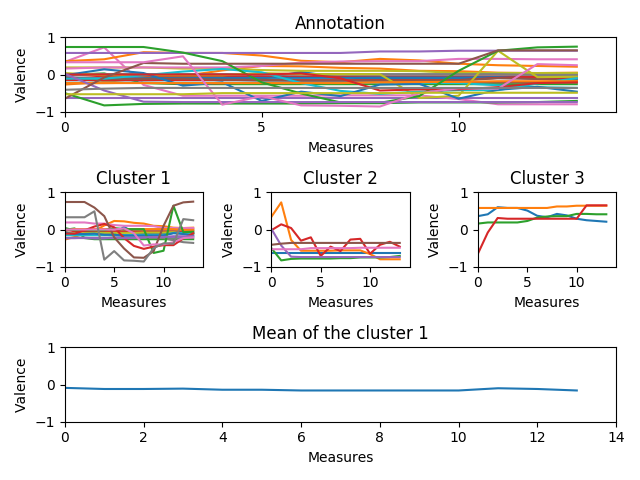 Annotation
1
0
−1
Valence
0 5 10
Measures
Cluster 1 Cluster 2 Cluster 3
1 1 1
0 0 0
−1 −1 −1
Valence Valence Valence
0 5 10 0 5 10 0 5 10
Measures Measures Measures
Mean of the cluster 1
1
0
−1
Valence
0 2 4 6 8 10 12 14
Measures